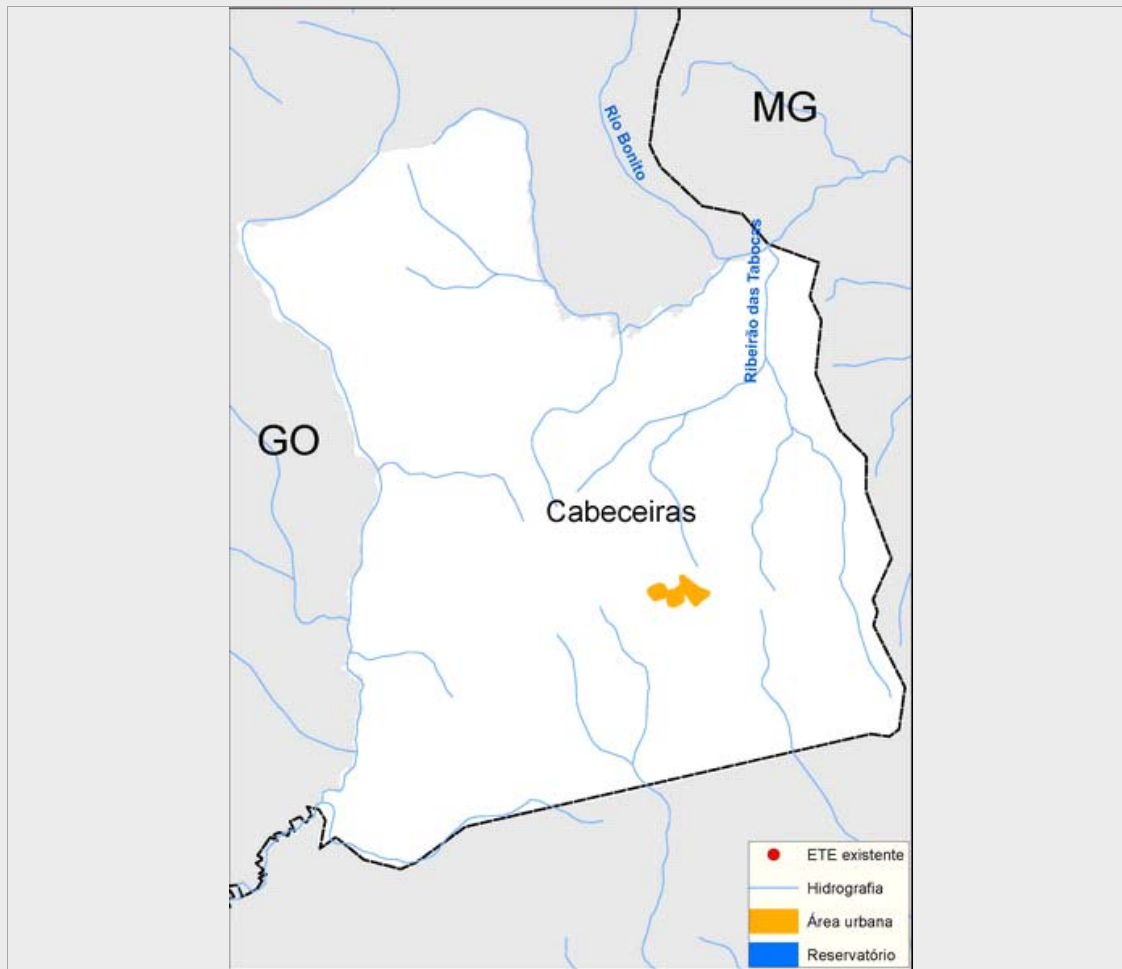 MG
Rio Bonito
Ribeirão das Tabocas
GO
Cabeceiras
ETE existente
Hidrografia
Área urbana
Reservatório